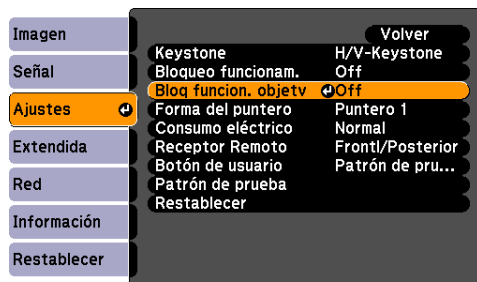 Imagen
Señal
Ajustes
Extendida
Red
Información
Restablecer
Volver
Keystone H/V-Keystone
Bloqueo funcionam. Off
Bloq funcion. objetv Off
Forma del puntero Puntero 1
Consumo eléctrico Normal
Receptor Remoto Frontl/Posterior
Botón de usuario Patrón de pru...
Patrón de prueba
Restablecer